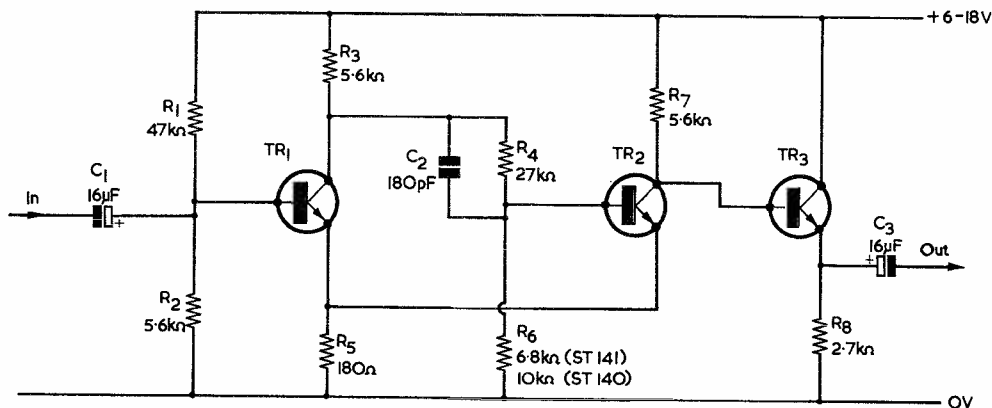 +6-18V
R3
5·6kΩ
R1
47kΩ
R7
5·6kΩ
TR1
C2
180pF
R4
27kΩ
TR2
TR3
C1
16µF
In
+
C3
16µF
+
Out
R2
5·6kΩ
R5
180Ω
R6
6·8kΩ (ST 141)
10kΩ (ST 140)
R8
2·7kΩ
0V